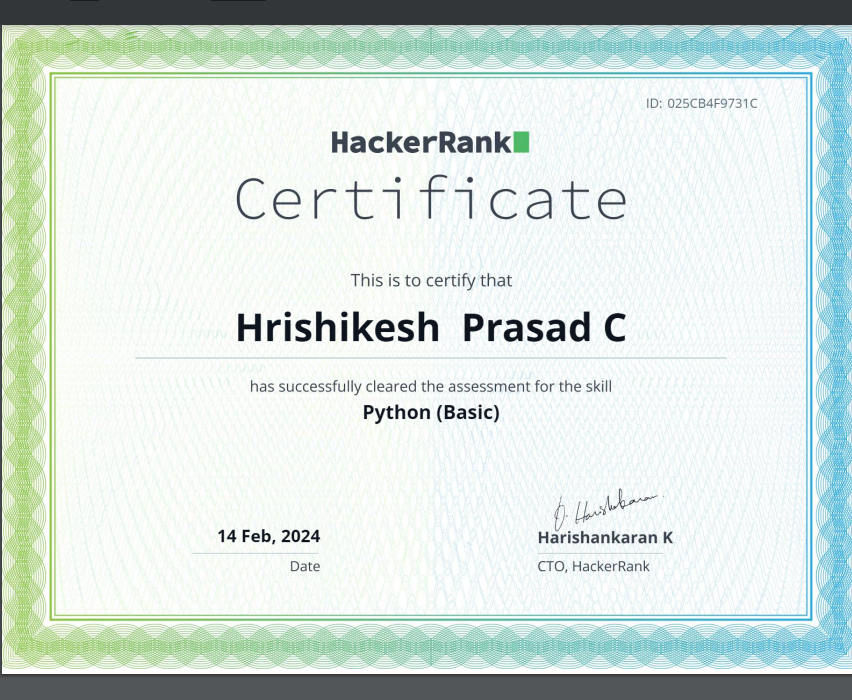 ID: 025CB4F9731C
HackerRank
Certificate
This is to certify that
Hrishikesh Prasad C
has successfully cleared the assessment for the skill
Python (Basic)
14 Feb, 2024
Date
Harishankaran K
CTO, HackerRank